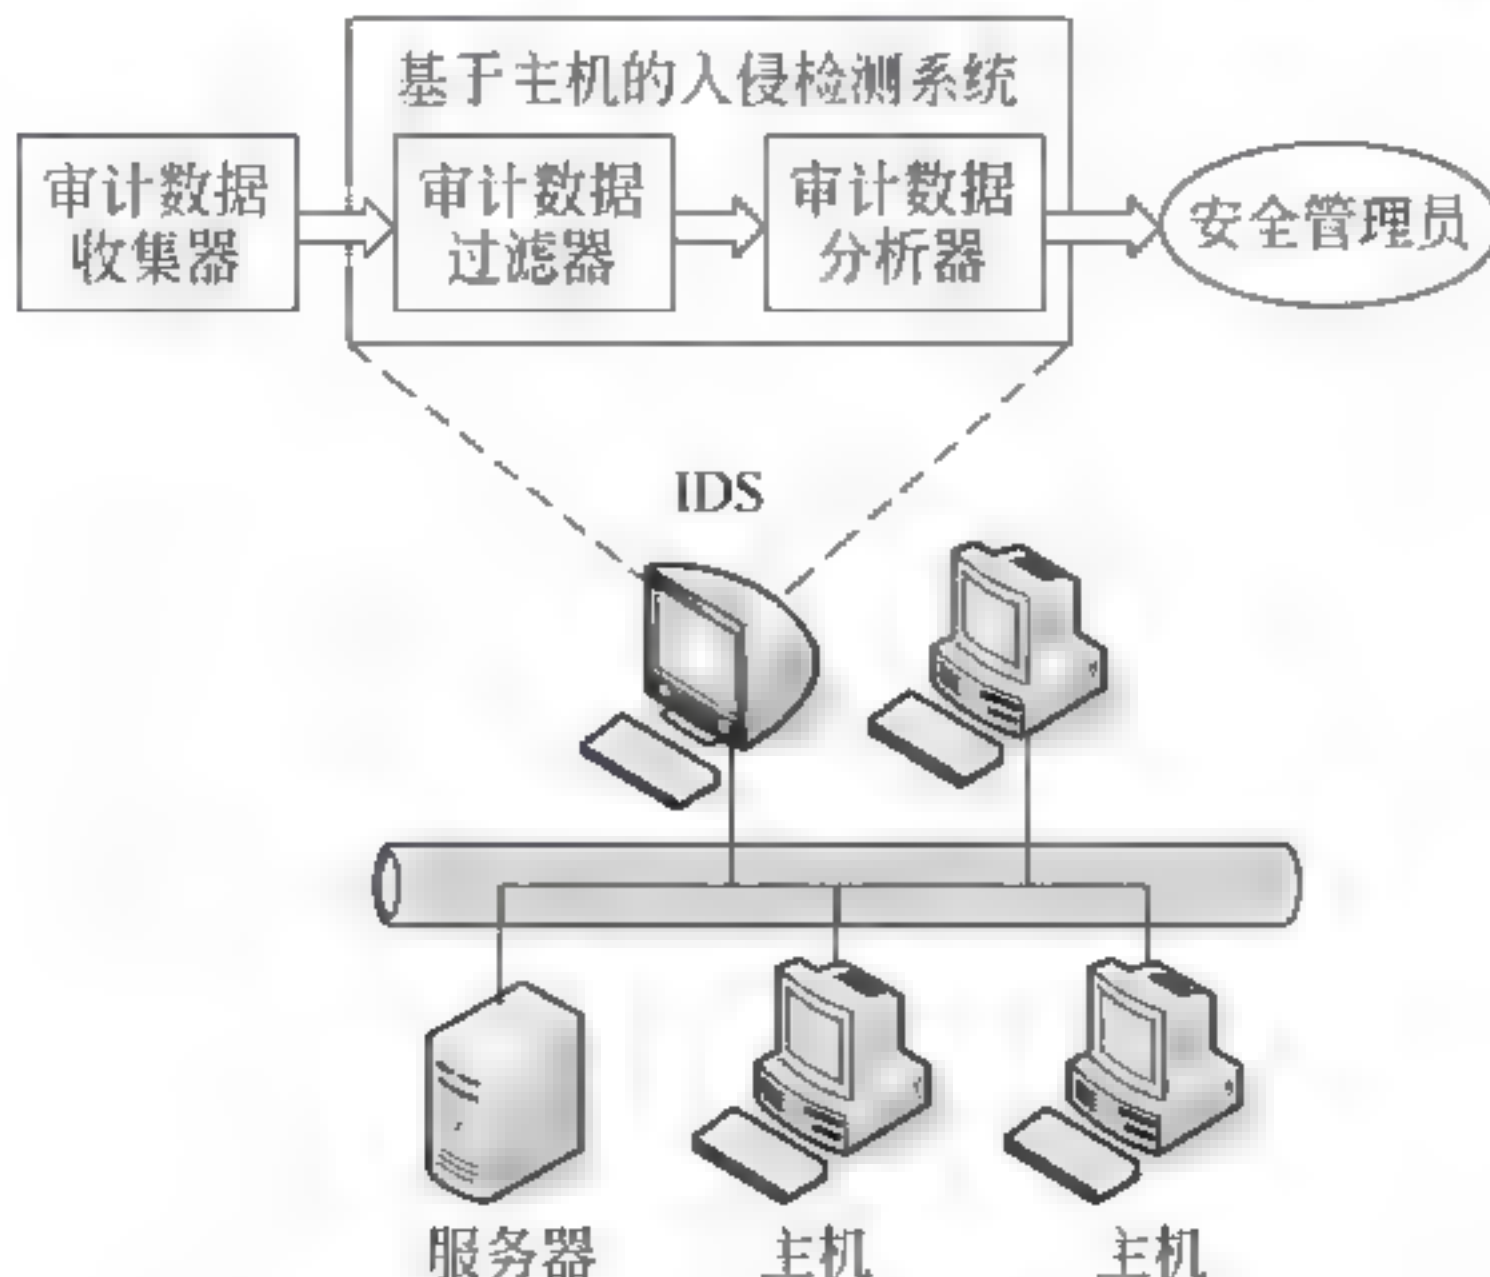 基于主机的入侵检测系统
审计数据
收集器
审计数据
过滤器
审计数据
分析器
安全管理员
IDS
服务器
主机
主机